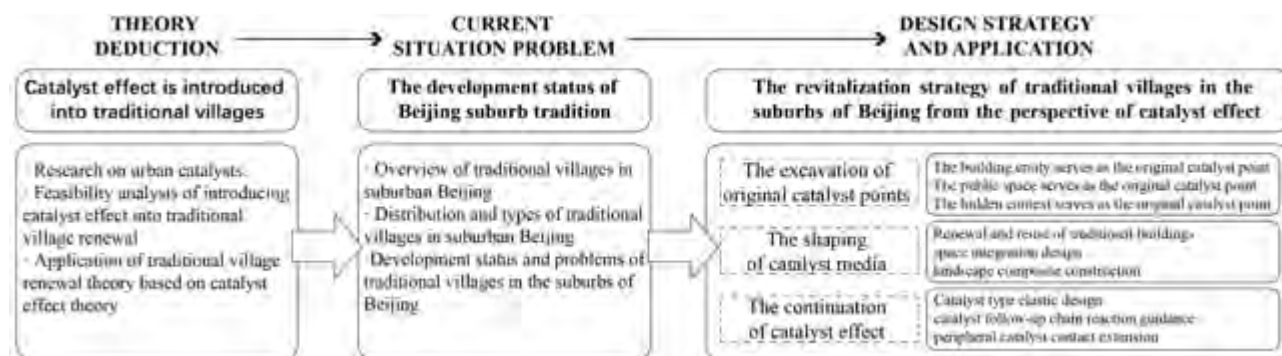 THEORY
DEDUCTION
CURRENT
SITUATION PROBLEM
DESIGN STRATEGY
AND APPLICATION
Catalyst effect is introduced
into traditional villages
The development status of
Beijing suburb tradition
The revitalization strategy of traditional villages in the
suburbs of Beijing from the perspective of catalyst effect
· Research on urban catalysts.
· Feasibility analysis of introducing
catalyst effect into traditional
village renewal
· Application of traditional village
renewal theory based on catalyst
effect theory
· Overview of traditional villages in
suburban Beijing
· Distribution and types of traditional
villages in suburban Beijing
· Development status and problems of
traditional villages in the suburbs of
Beijing
The excavation of
original catalyst points
The building entity serves as the original catalyst point
The public space serves as the original catalyst point
The hidden context serves as the original catalyst point
The shaping
of catalyst media
Renewal and reuse of traditional buildings
space integration design
landscape composite construction
The continuation
of catalyst effect
Catalyst type elastic design
catalyst follow-up chain reaction guidance
peripheral catalyst contact extension